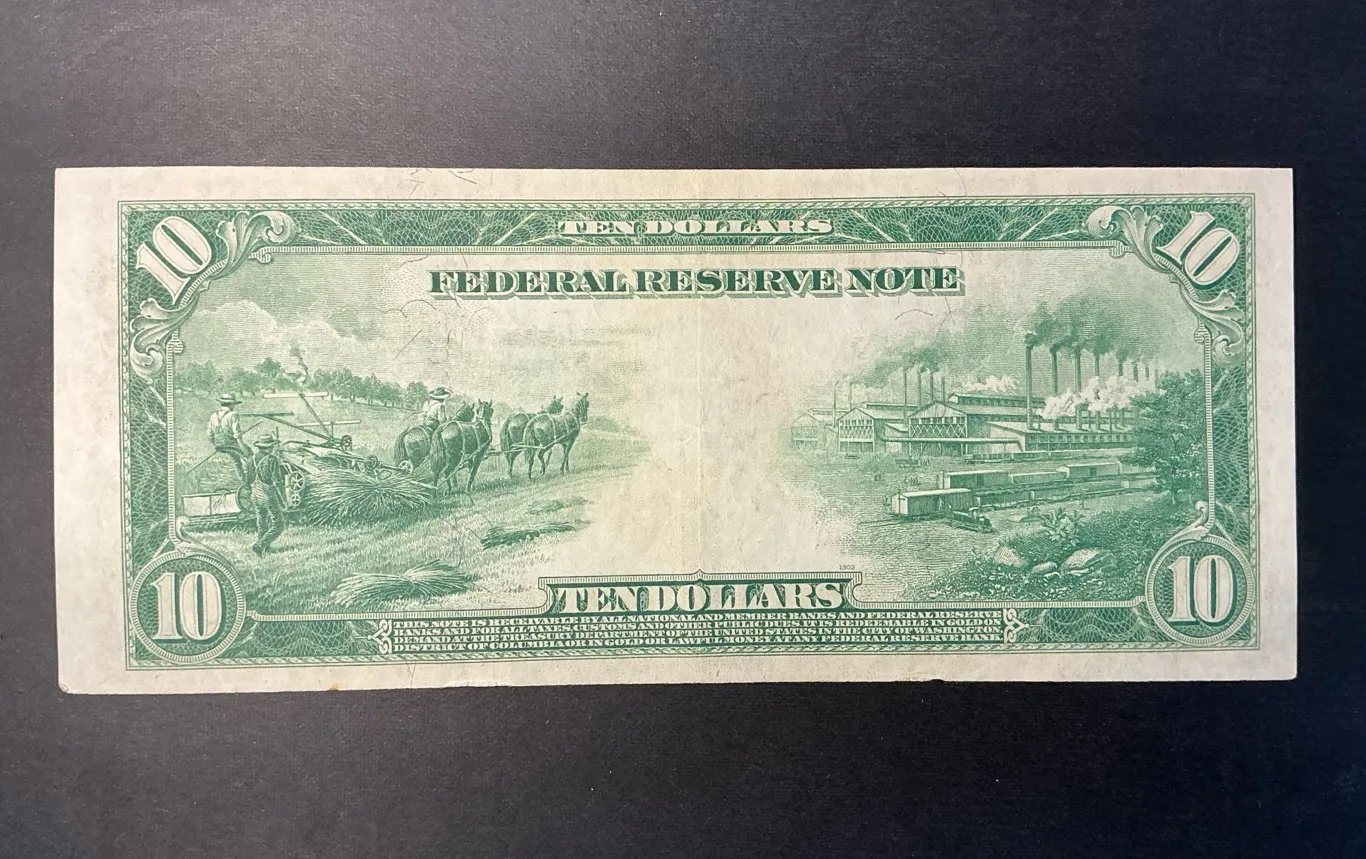 10 TEN DOLLARS 10
FEDERAL RESERVE NOTE
1302
10 TEN DOLLARS 10
THIS NOTE IS RECEIVABLE BY ALL NATIONAL AND MEMBER BANKS AND FEDERAL RESERVE
BANKS AND FOR ALL TAXES, CUSTOMS AND OTHER PUBLIC DUES. IT IS REDEEMABLE IN GOLD ON
DEMAND AT THE TREASURY DEPARTMENT OF THE UNITED STATES IN THE CITY OF WASHINGTON
DISTRICT OF COLUMBIA OR IN GOLD OR LAWFUL MONEY AT ANY FEDERAL RESERVE BANK.